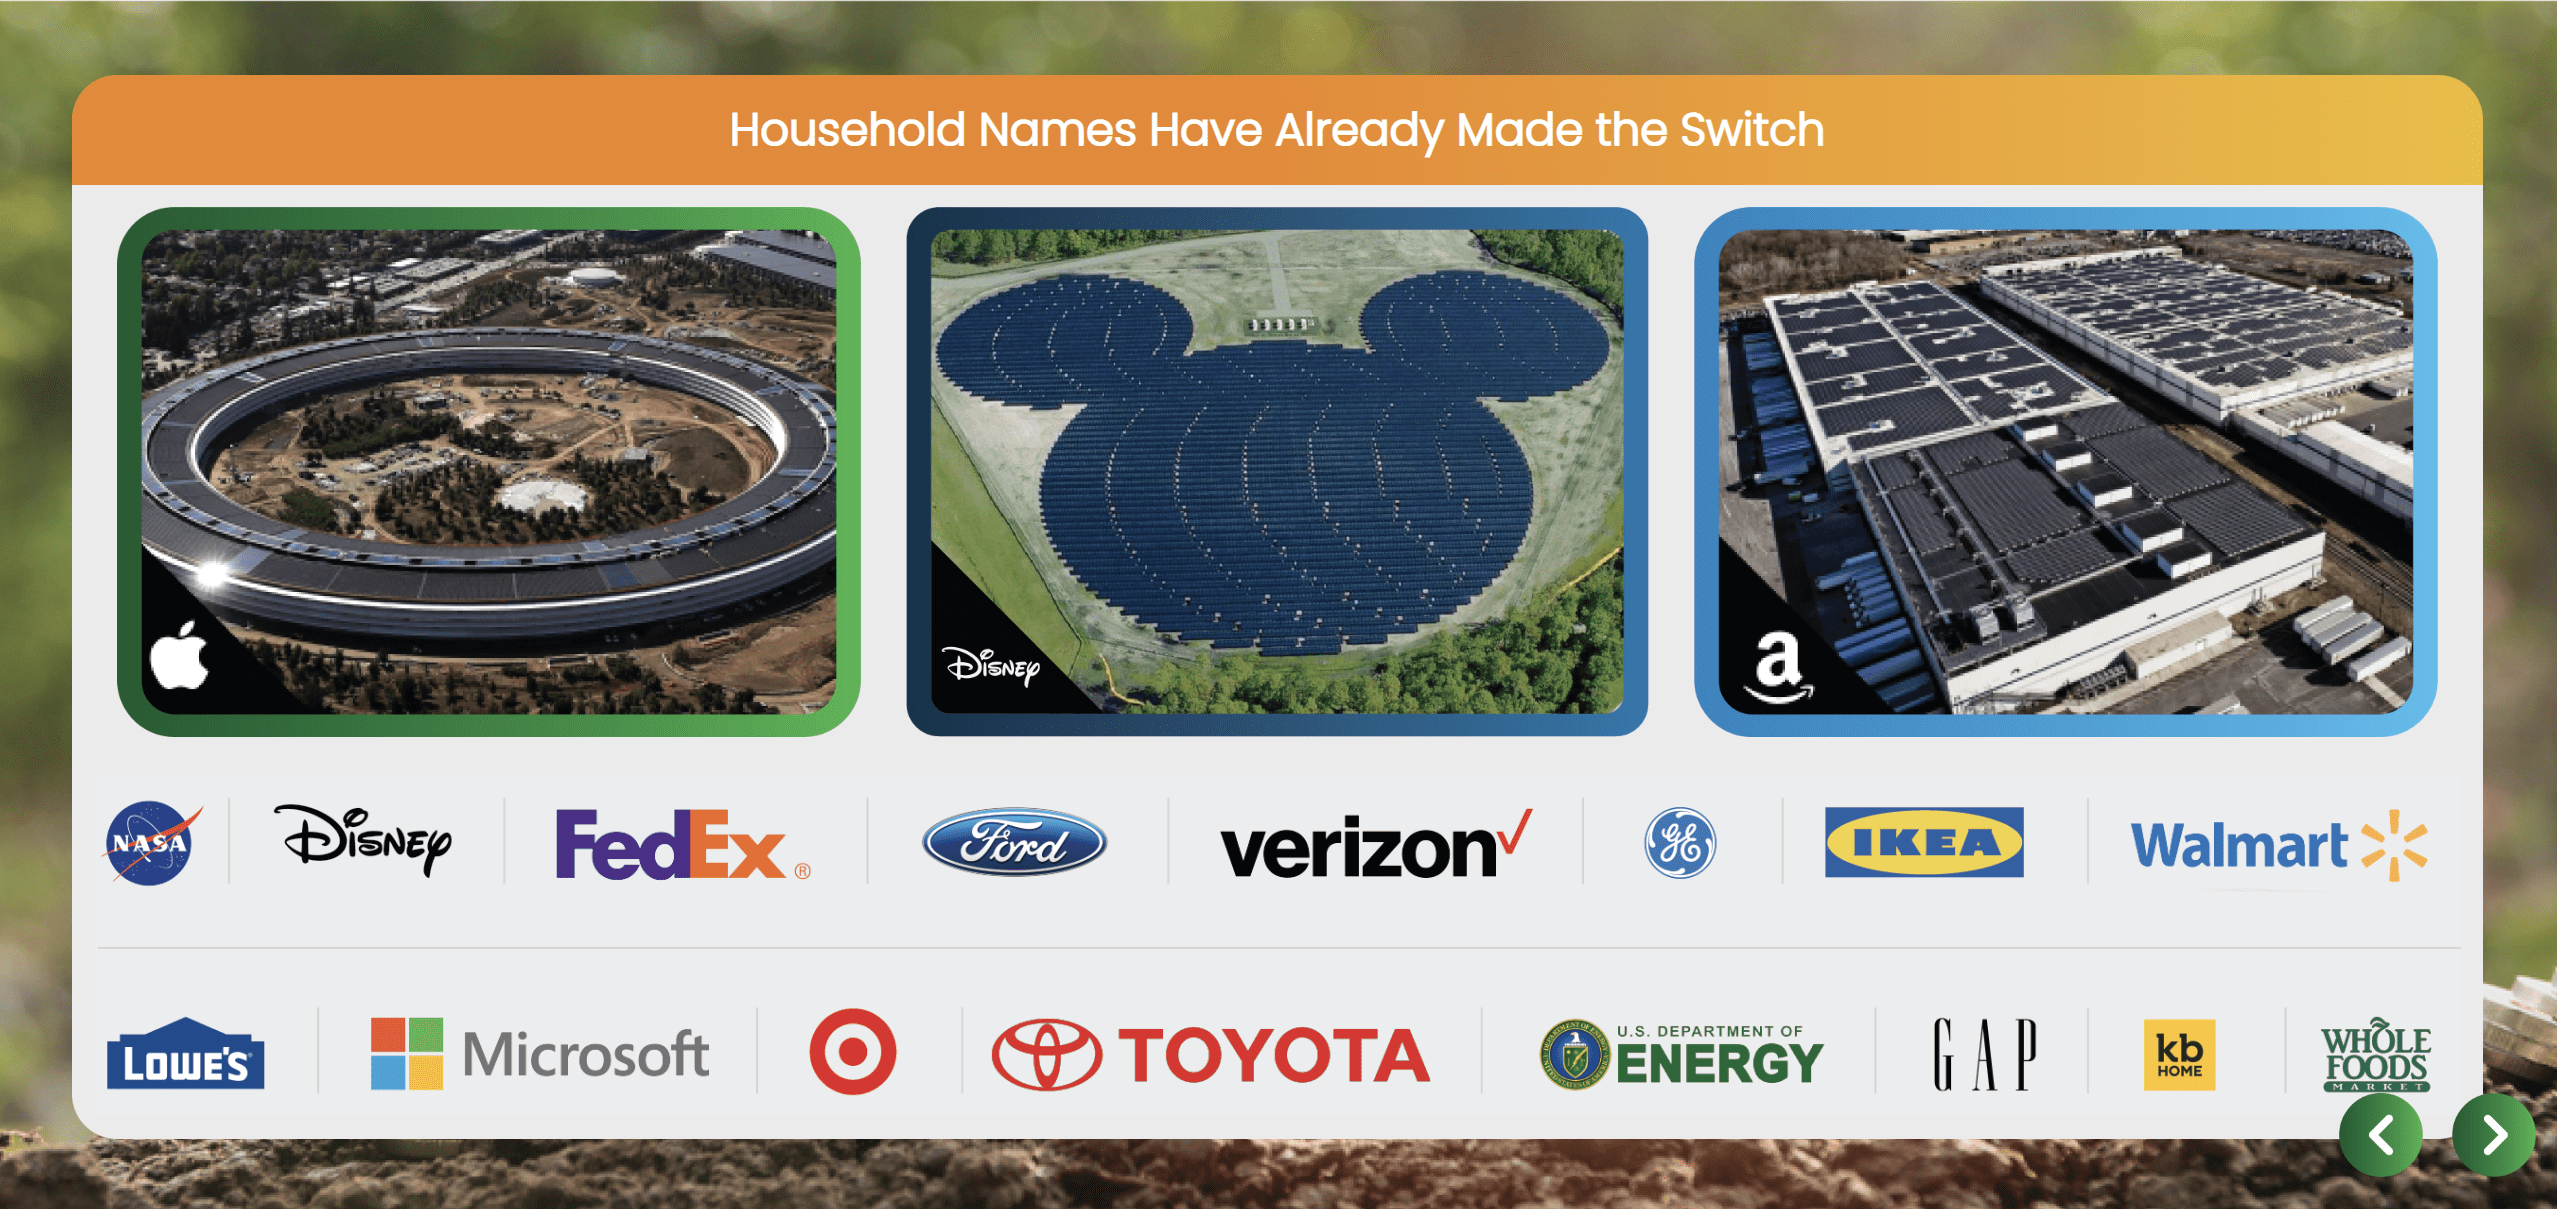 Household Names Have Already Made the Switch
Disney
a
NASA
Disney
FedEx®
Ford
verizon
GE
IKEA
Walmart
LOWE'S
Microsoft
TOYOTA
U.S. DEPARTMENT OF
ENERGY
GAP
kb
HOME
WHOLE
FOODS
MARKET